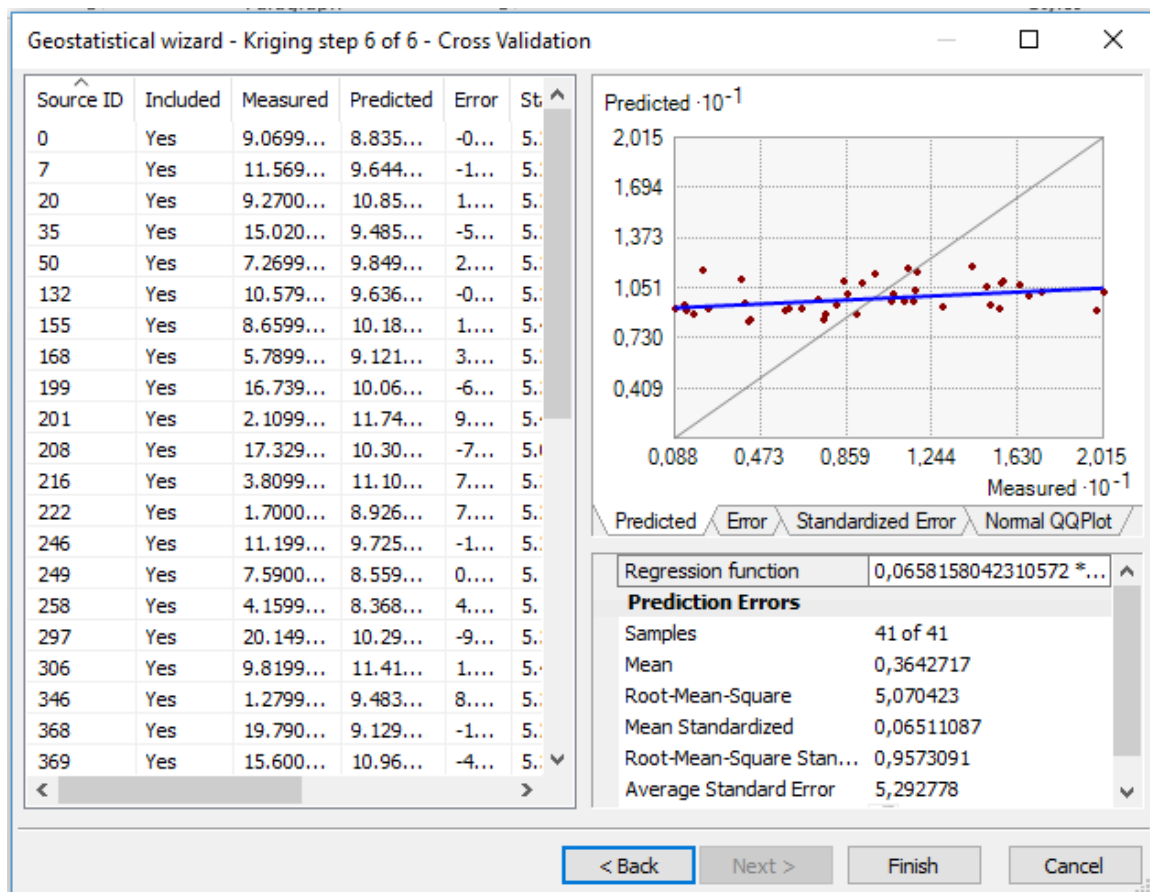 Geostatistical wizard - Kriging step 6 of 6 - Cross Validation
Source ID Included Measured Predicted Error
0 Yes 9.0699... 8.835... -0... 5.
7 Yes 11.569... 9.644... -1... 5.
20 Yes 9.2700... 10.85... 1.... 5.
35 Yes 15.020... 9.485... -5... 5.
50 Yes 7.2699... 9.849... 2.... 5.
132 Yes 10.579... 9.636... -0... 5.
155 Yes 8.6599... 10.18... 1.... 5.
168 Yes 5.7899... 9.121... 3.... 5.
199 Yes 16.739... 10.06... -6... 5.
201 Yes 2.1099... 11.74... 9.... 5.
208 Yes 17.329... 10.30... -7... 5.
216 Yes 3.8099... 11.10... 7.... 5.
222 Yes 1.7000... 8.926... 7.... 5.
246 Yes 11.199... 9.725... -1... 5.
249 Yes 7.5900... 8.559... 0.... 5.
258 Yes 4.1599... 8.368... 4.... 5.
297 Yes 20.149... 10.29... -9... 5.
306 Yes 9.8199... 11.41... 1.... 5.
346 Yes 1.2799... 9.483... 8.... 5.
368 Yes 19.790... 9.129... -1... 5.
369 Yes 15.600... 10.96... -4... 5.
Predicted ·10⁻¹
2,015
1,694
1,373
1,051
0,730
0,409
0,088 0,473 0,859 1,244 1,630 2,015
Measured ·10⁻¹
Predicted Error Standardized Error Normal QQPlot
Regression function 0,0658158042310572 *...
Prediction Errors
Samples 41 of 41
Mean 0,3642717
Root-Mean-Square 5,070423
Mean Standardized 0,06511087
Root-Mean-Square Stan... 0,9573091
Average Standard Error 5,292778
< Back Next > Finish Cancel